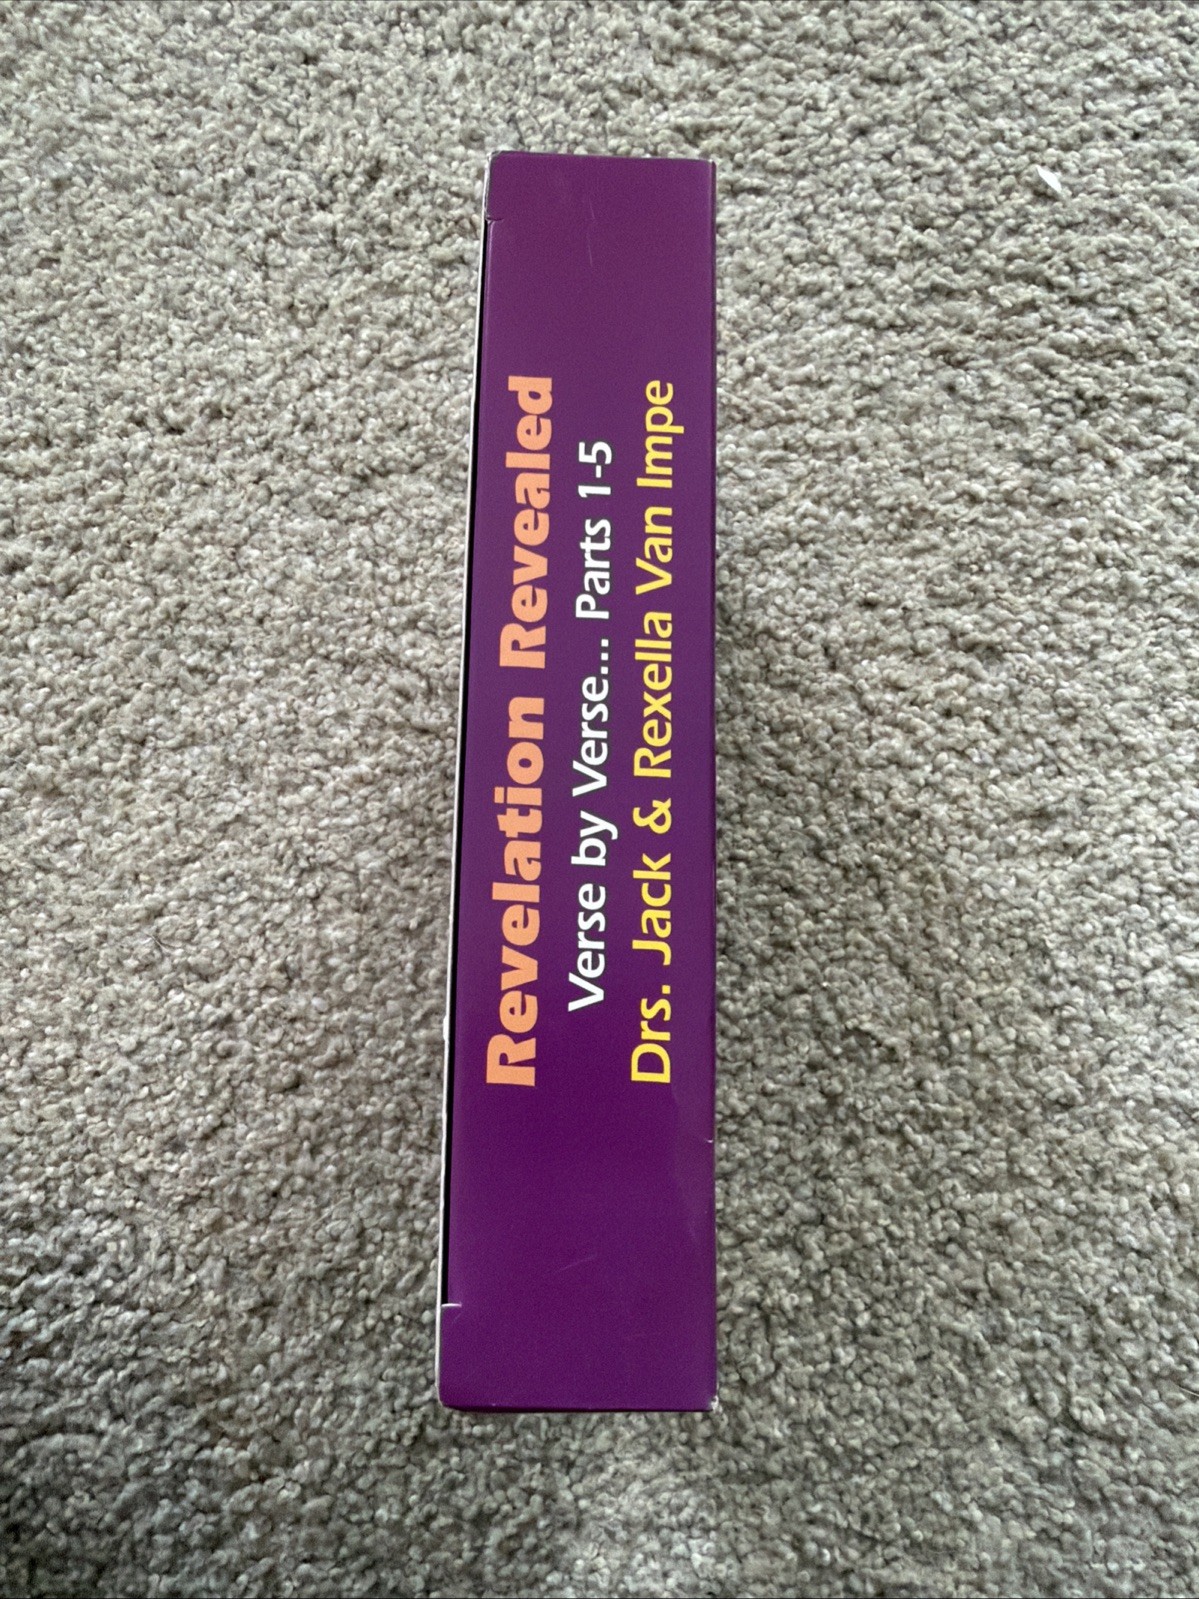 Revelation Revealed
Verse by Verse... Parts 1-5
Drs. Jack & Rexella Van Impe